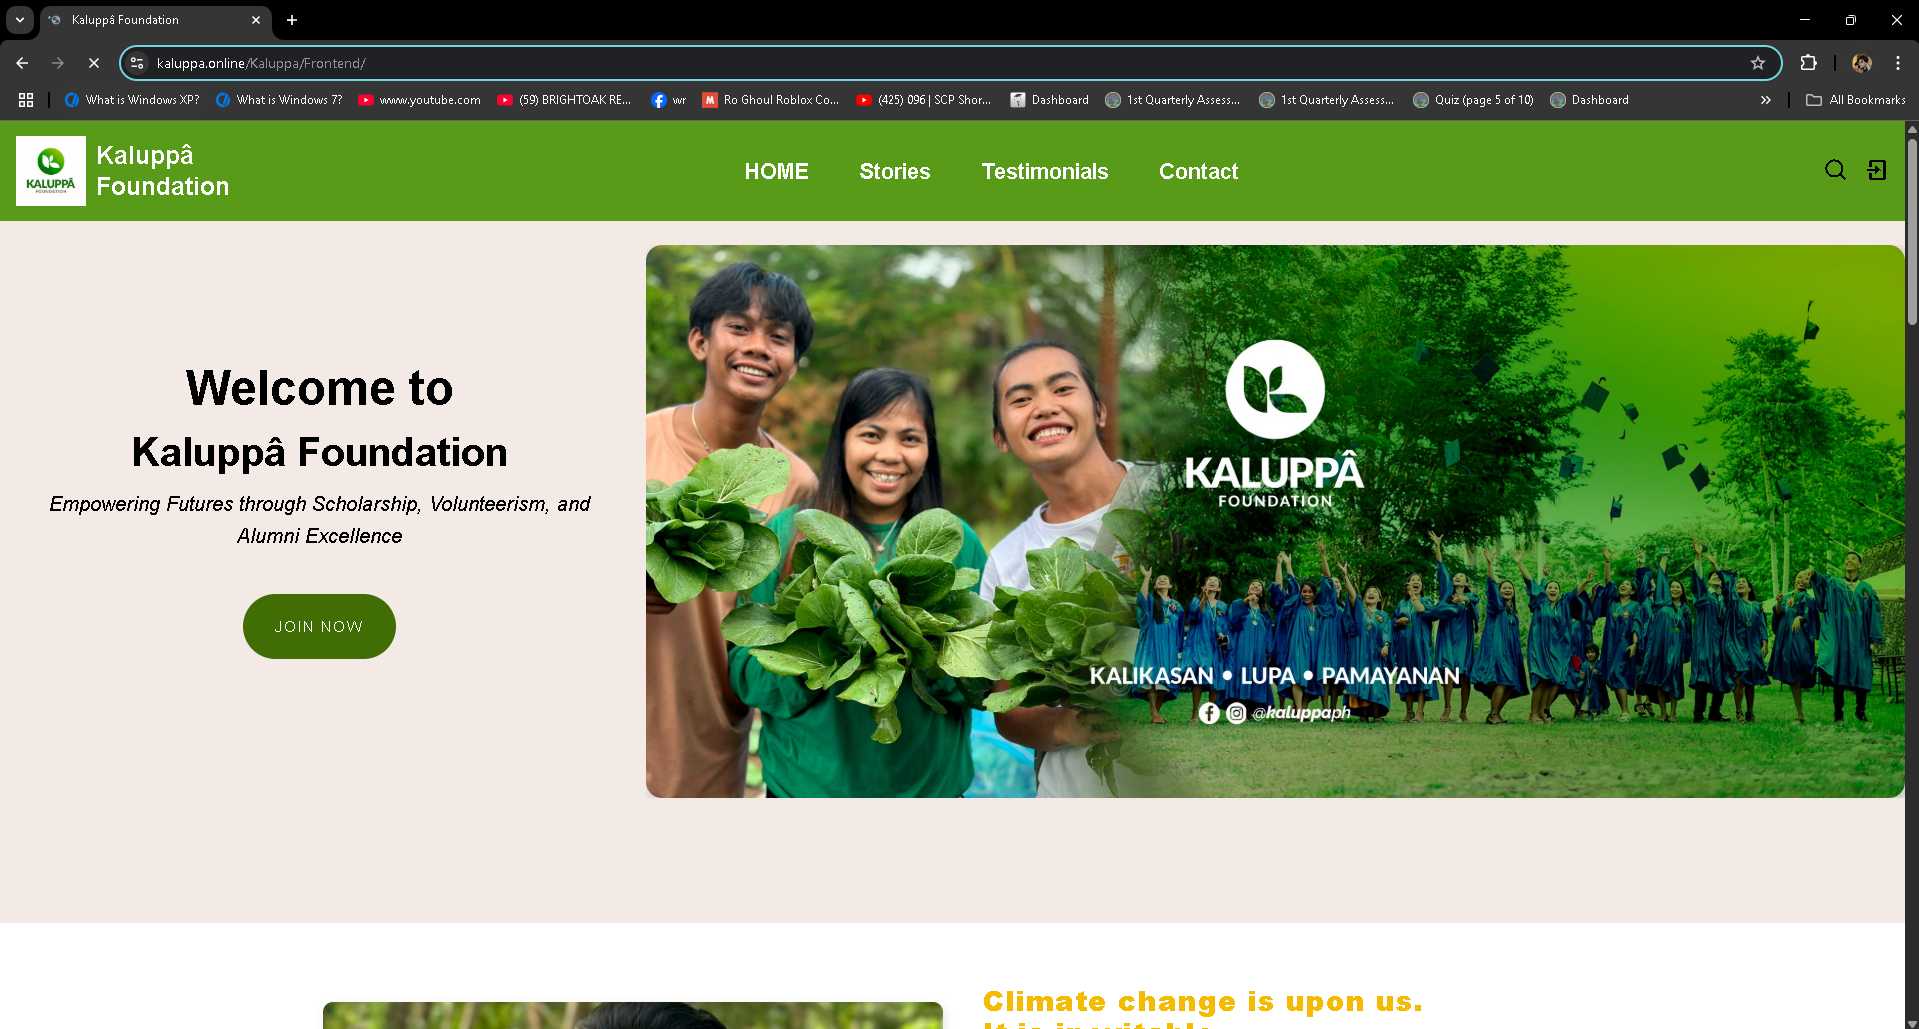 Kaluppâ Foundation
kaluppa.online/Kaluppa/Frontend/
What is Windows XP?
What is Windows 7?
www.youtube.com
(59) BRIGHTOAK RE...
wr
Ro Ghoul Roblox Co...
(425) 096 | SCP Shor...
Dashboard
1st Quarterly Assess...
1st Quarterly Assess...
Quiz (page 5 of 10)
Dashboard
All Bookmarks
KALUPPÂ
FOUNDATION
Kaluppâ
Foundation
HOME
Stories
Testimonials
Contact
Welcome to
Kaluppâ Foundation
Empowering Futures through Scholarship, Volunteerism, and
Alumni Excellence
JOIN NOW
KALUPPÂ
FOUNDATION
KALIKASAN • LUPA • PAMAYANAN
@kaluppaph
Climate change is upon us.
It is inevitable